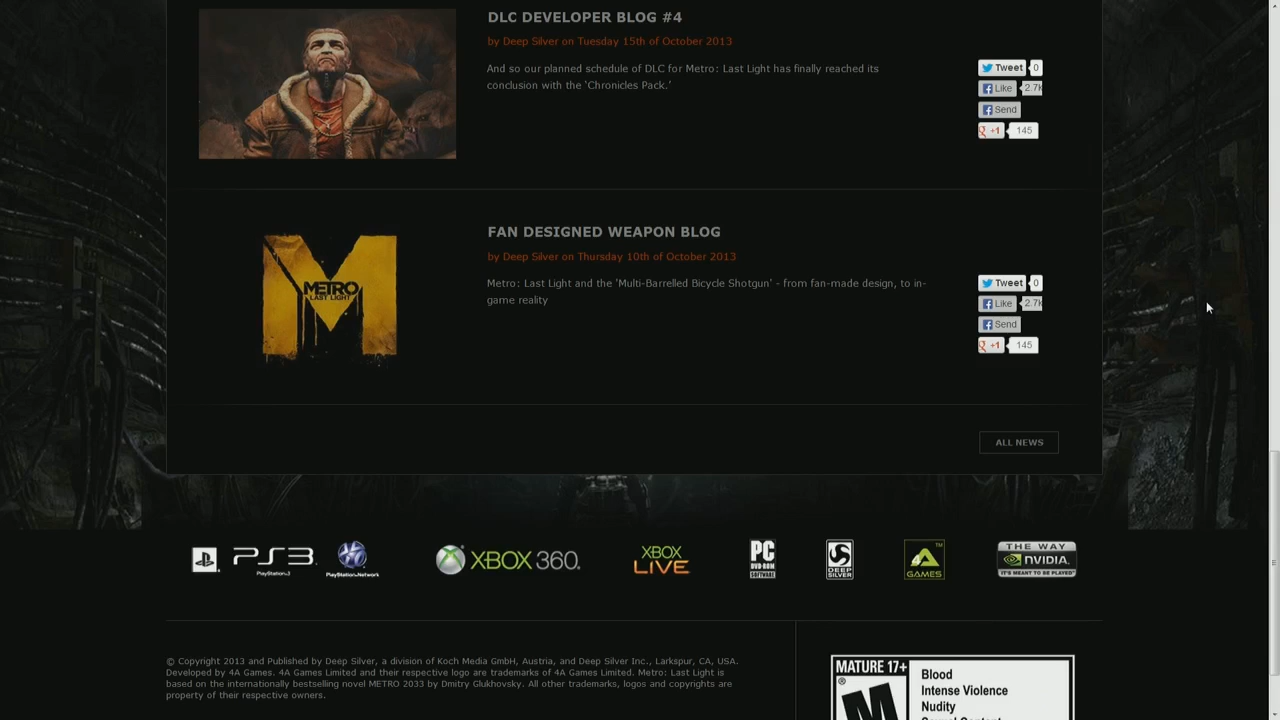 DLC DEVELOPER BLOG #4
by Deep Silver on Tuesday 15th of October 2013
And so our planned schedule of DLC for Metro: Last Light has finally reached its
conclusion with the 'Chronicles Pack.'
Tweet 0
Like 2.7k
Send
+1 145
METRO
LAST LIGHT
FAN DESIGNED WEAPON BLOG
by Deep Silver on Thursday 10th of October 2013
Metro: Last Light and the 'Multi-Barrelled Bicycle Shotgun' - from fan-made design, to in-
game reality
Tweet 0
Like 2.7k
Send
+1 145
ALL NEWS
PS3
PlayStation 3
PlayStation Network
XBOX 360.
XBOX
LIVE
PC
DVD-ROM
SOFTWARE
DEEP
SILVER
4A
GAMES
THE WAY
NVIDIA.
IT'S MEANT TO BE PLAYED
© Copyright 2013 and Published by Deep Silver, a division of Koch Media GmbH, Austria, and Deep Silver Inc., Larkspur, CA, USA.
Developed by 4A Games. 4A Games Limited and their respective logo are trademarks of 4A Games Limited. Metro: Last Light is
based on the internationally bestselling novel METRO 2033 by Dmitry Glukhovsky. All other trademarks, logos and copyrights are
property of their respective owners.
MATURE 17+
Blood
Intense Violence
Nudity